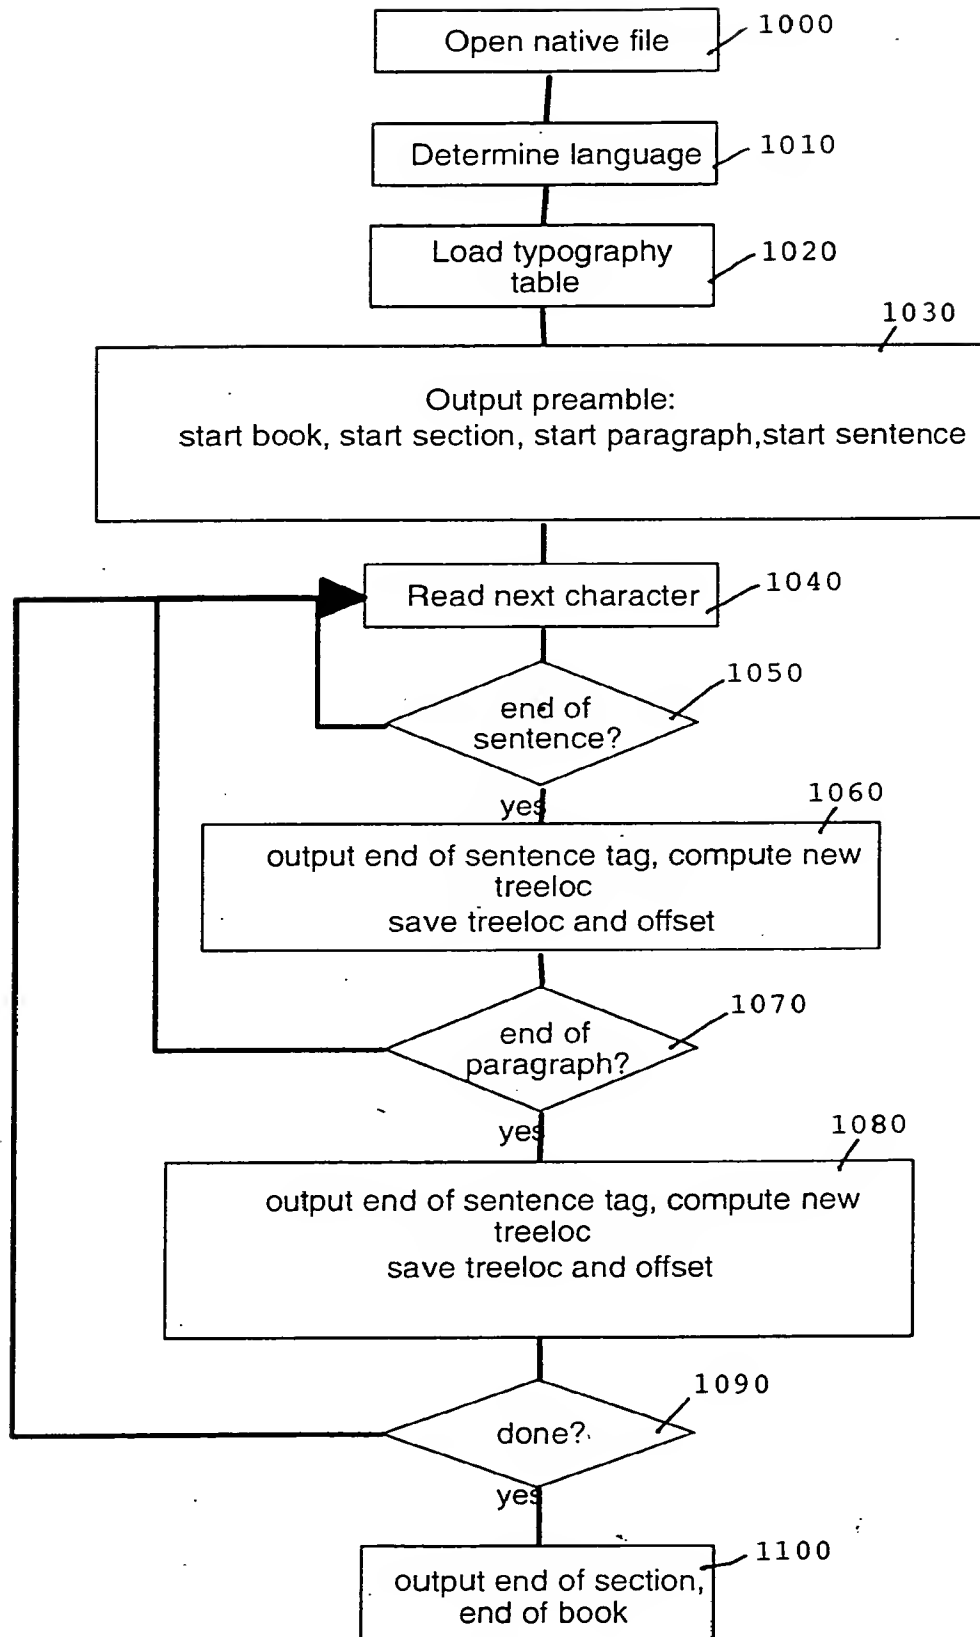 Open native file
1000
Determine language
1010
Load typography
table
1020
1030
Output preamble:
start book, start section, start paragraph,start sentence
Read next character
1040
end of
sentence?
1050
yes
1060
output end of sentence tag, compute new
treeloc
save treeloc and offset
end of
paragraph?
1070
yes
1080
output end of sentence tag, compute new
treeloc
save treeloc and offset
done?
1090
yes
1100
output end of section,
end of book